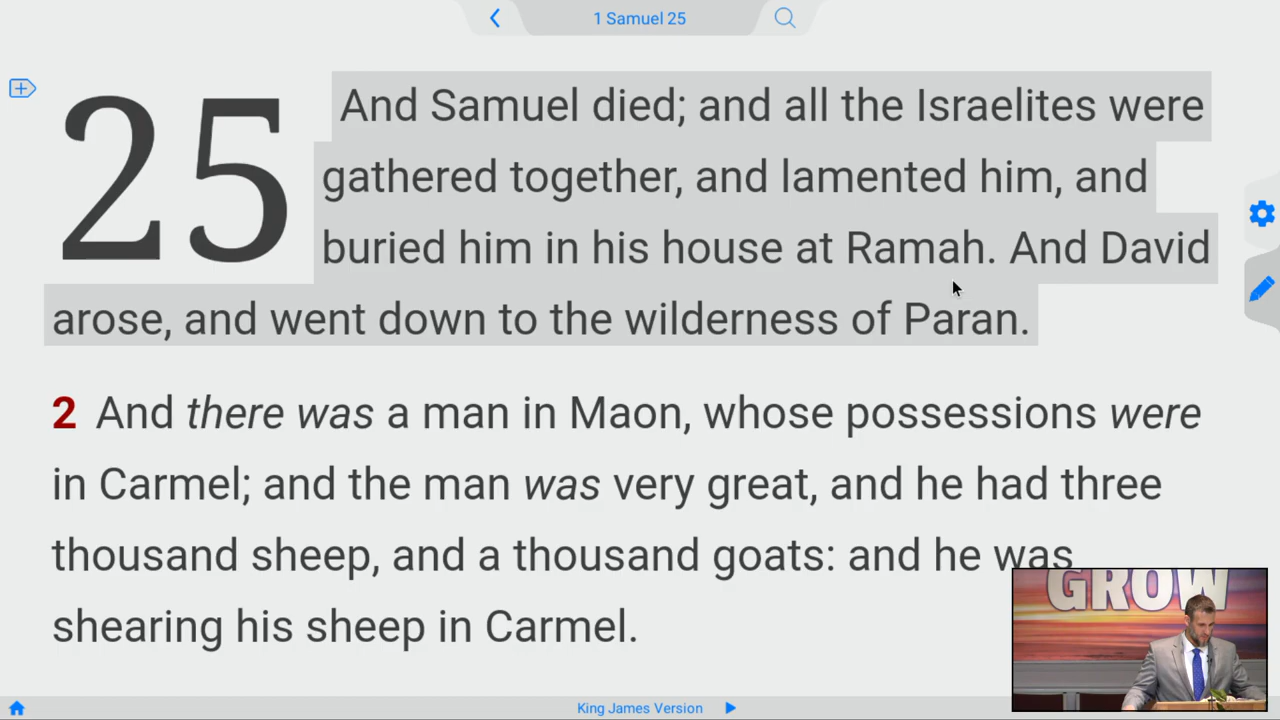 1 Samuel 25
25 And Samuel died; and all the Israelites were
gathered together, and lamented him, and
buried him in his house at Ramah. And David
arose, and went down to the wilderness of Paran.
2 And there was a man in Maon, whose possessions were
in Carmel; and the man was very great, and he had three
thousand sheep, and a thousand goats: and he was
shearing his sheep in Carmel.
GROW
King James Version